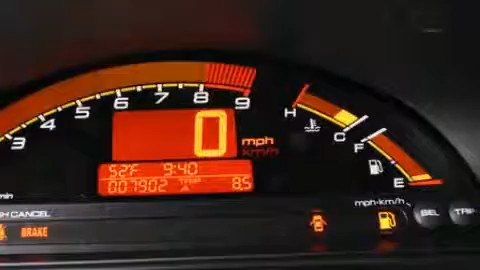 3 4 5 6 7 8 9
0 mph
km/h
52°F 9:40
007902 TRIP A 8.5
H
C
F
E
mph·km/h
SEL TRIP
CANCEL
BRAKE